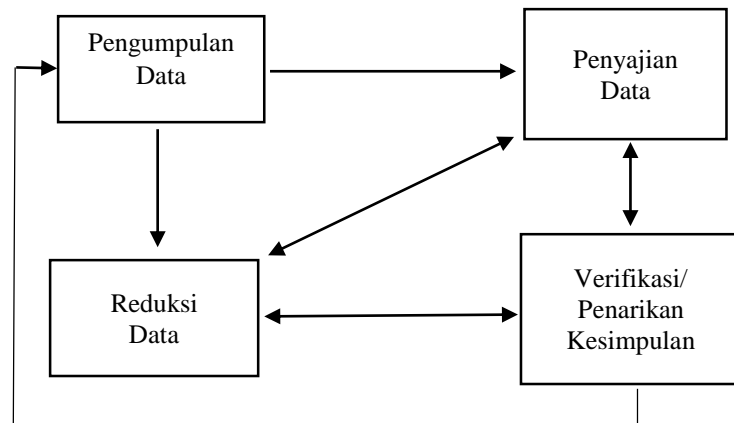 Pengumpulan
Data
Penyajian
Data
Reduksi
Data
Verifikasi/
Penarikan
Kesimpulan